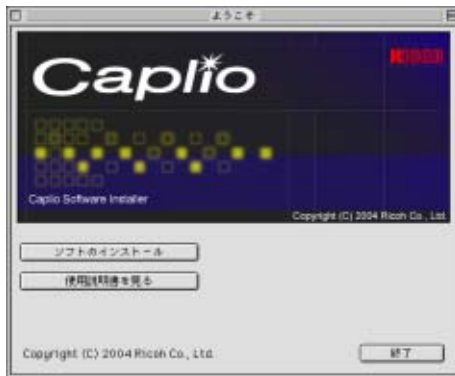 ようこそ
Caplio
RICOH
Caplio Software Installer
Copyright (C) 2004 Ricoh Co., Ltd.
ソフトのインストール
使用説明書を見る
Copyright (C) 2004 Ricoh Co., Ltd.
終了